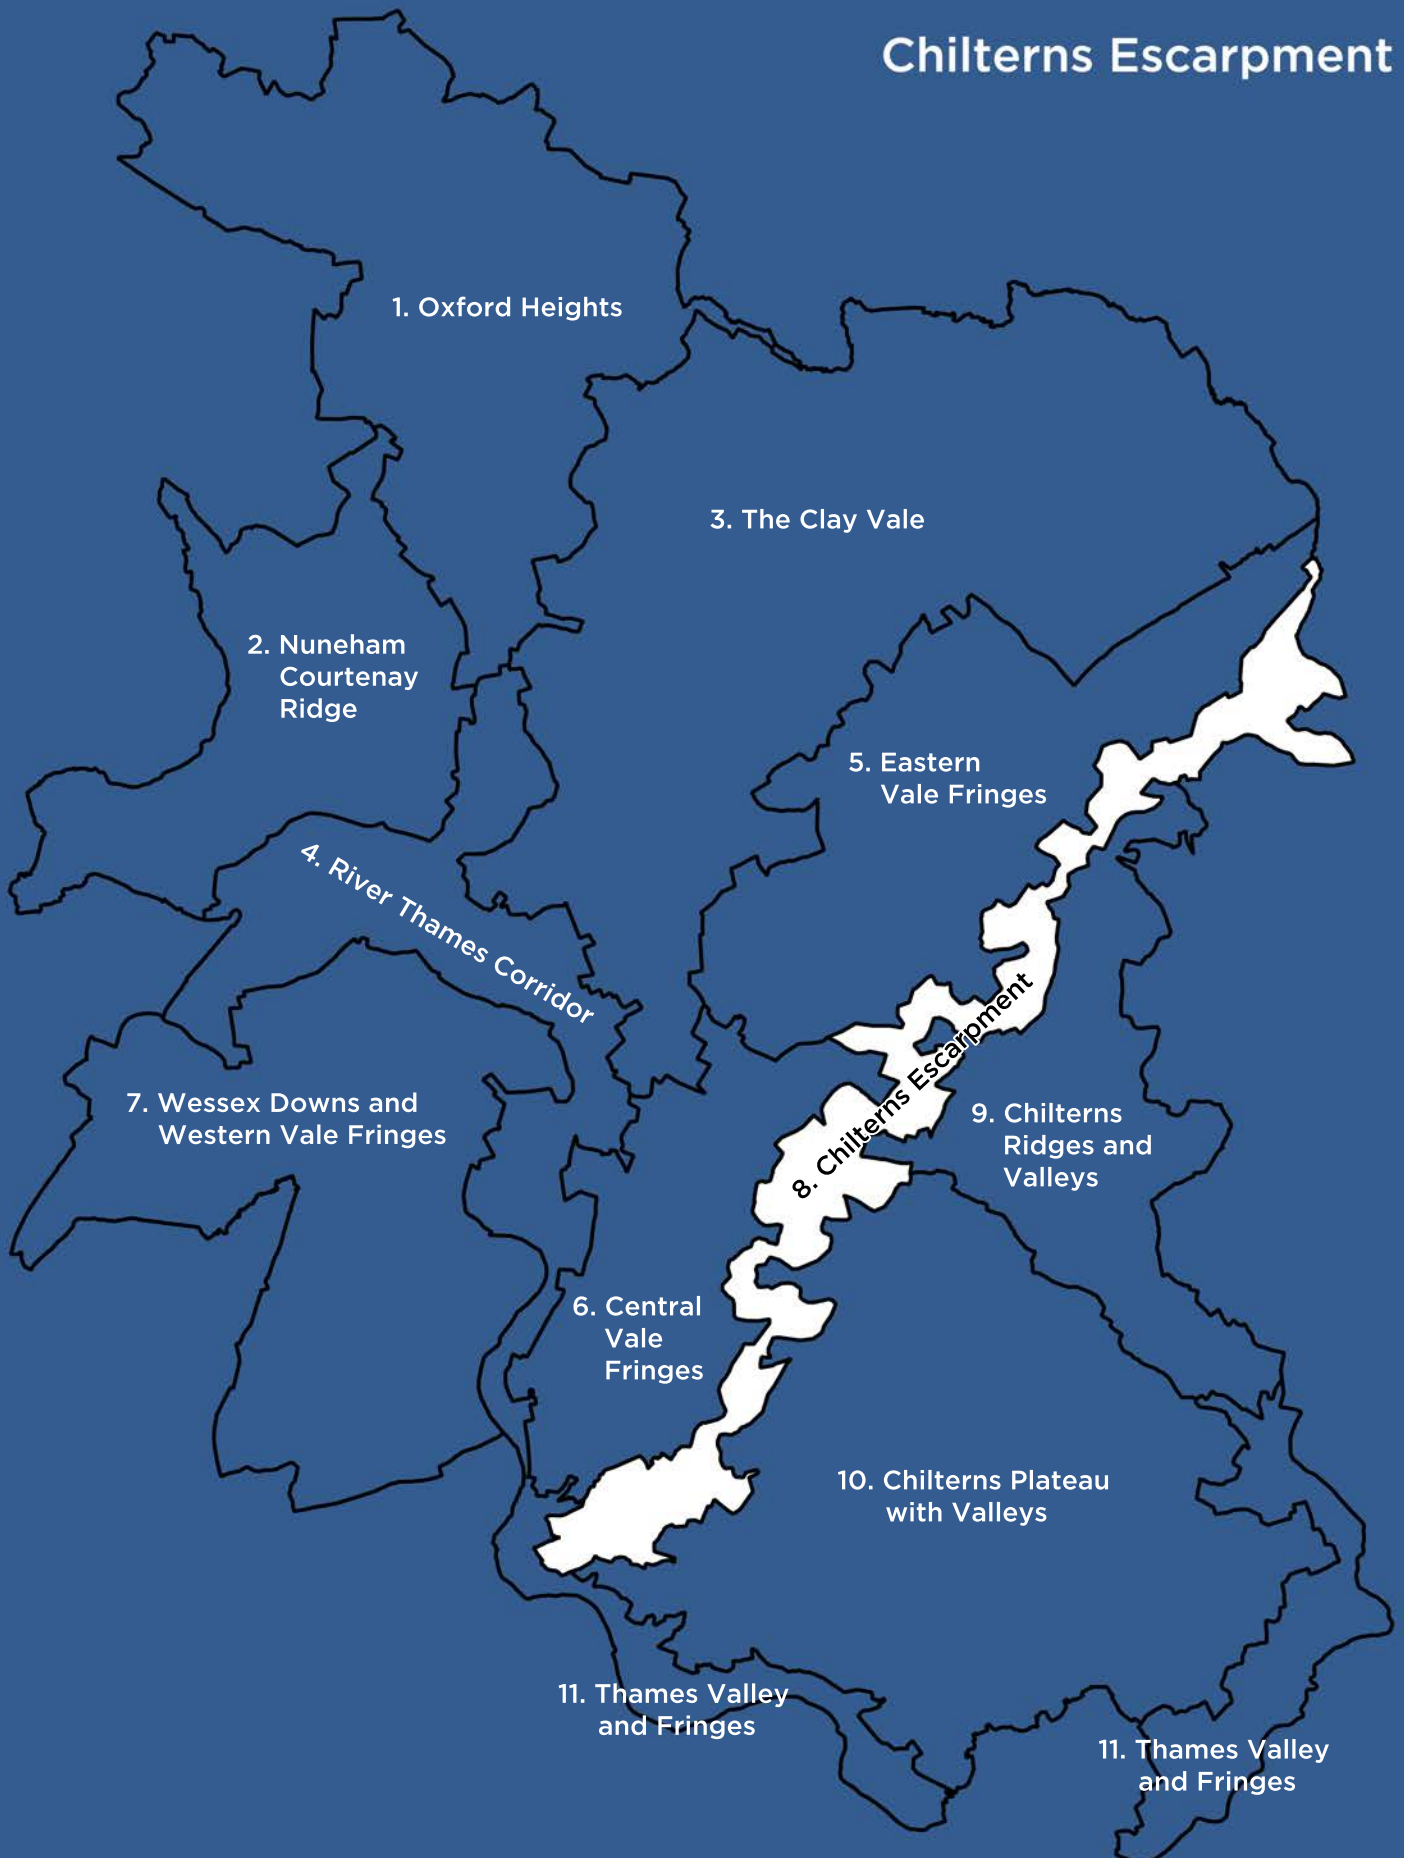 Chilterns Escarpment
1. Oxford Heights
3. The Clay Vale
2. Nuneham
Courtenay
Ridge
5. Eastern
Vale Fringes
4. River Thames Corridor
7. Wessex Downs and
Western Vale Fringes
8. Chilterns Escarpment
9. Chilterns
Ridges and
Valleys
6. Central
Vale
Fringes
10. Chilterns Plateau
with Valleys
11. Thames Valley
and Fringes
11. Thames Valley
and Fringes